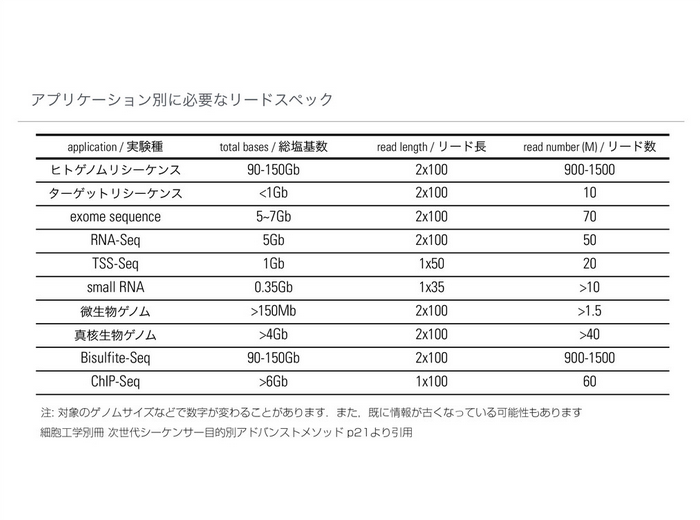 アプリケーション別に必要なリードスペック
application / 実験種 total bases / 総塩基数 read length / リード長 read number (M) / リード数
ヒトゲノムリシーケンス 90-150Gb 2x100 900-1500
ターゲットリシーケンス <1Gb 2x100 10
exome sequence 5~7Gb 2x100 70
RNA-Seq 5Gb 2x100 50
TSS-Seq 1Gb 1x50 20
small RNA 0.35Gb 1x35 >10
微生物ゲノム >150Mb 2x100 >1.5
真核生物ゲノム >4Gb 2x100 >40
Bisulfite-Seq 90-150Gb 2x100 900-1500
ChIP-Seq >6Gb 1x100 60
注: 対象のゲノムサイズなどで数字が変わることがあります．また，既に情報が古くなっている可能性もあります
細胞工学別冊 次世代シーケンサー目的別アドバンストメソッド p21より引用